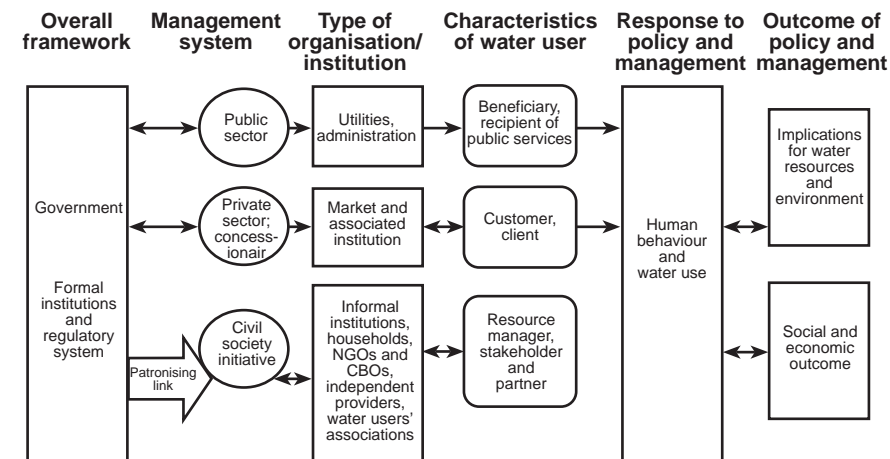 Overall
framework
Management
system
Type of
organisation/
institution
Characteristics
of water user
Response to
policy and
management
Outcome of
policy and
management
Government
Formal
institutions
and
regulatory
system
Public
sector
Utilities,
administration
Beneficiary,
recipient of
public services
Private
sector;
concess-
ionair
Market and
associated
institution
Customer,
client
Patronising
link
Civil
society
initiative
Informal
institutions,
households,
NGOs and
CBOs,
independent
providers,
water users’
associations
Resource
manager,
stakeholder
and
partner
Human
behaviour
and
water use
Implications
for water
resources
and
environment
Social and
economic
outcome